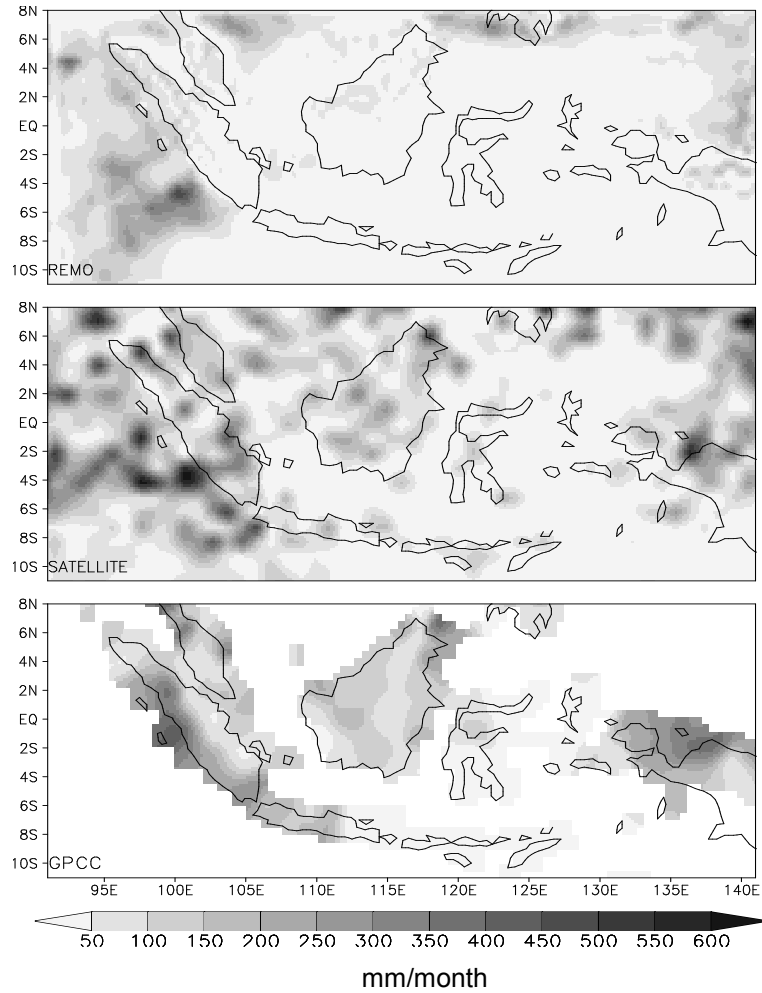 8N
6N
4N
2N
EQ
2S
4S
6S
8S
10S
REMO
8N
6N
4N
2N
EQ
2S
4S
6S
8S
10S
SATELLITE
8N
6N
4N
2N
EQ
2S
4S
6S
8S
10S
GPCC
95E 100E 105E 110E 115E 120E 125E 130E 135E 140E
50 100 150 200 250 300 350 400 450 500 550 600
mm/month